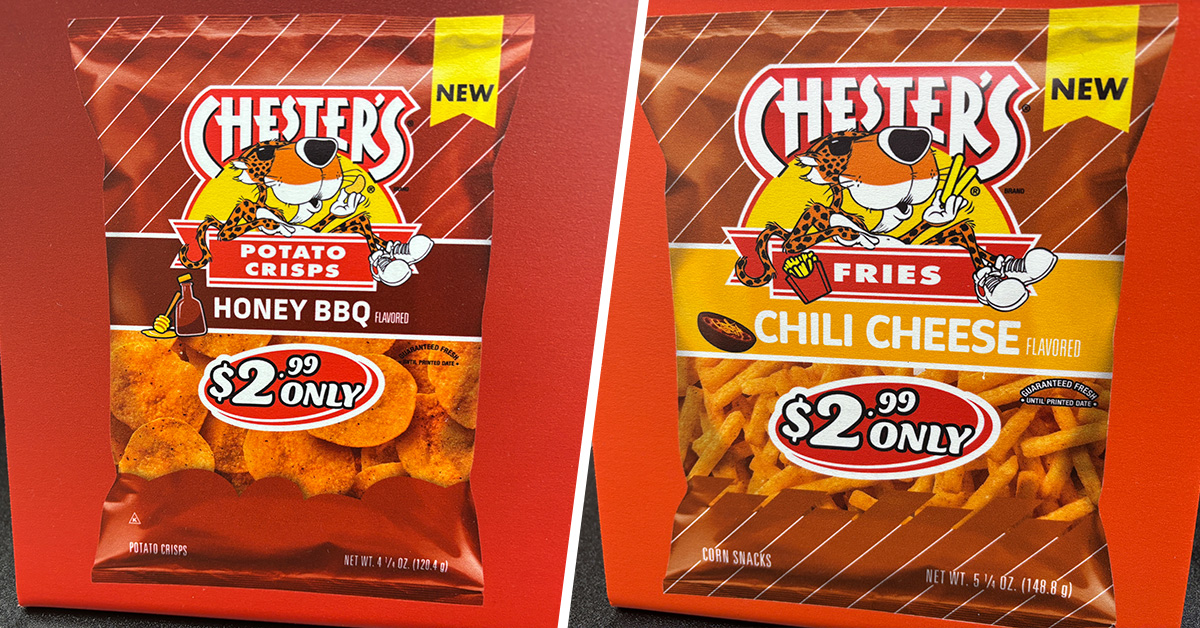 NEW
CHESTER'S®
®
BRAND
POTATO
CRISPS
HONEY BBQ FLAVORED
GUARANTEED FRESH
• UNTIL PRINTED DATE •
$2.99
ONLY
K
POTATO CRISPS
NET WT. 4 1/4 OZ. (120.4 g)
NEW
CHESTER'S®
®
BRAND
FRIES
CHILI CHEESE FLAVORED
GUARANTEED FRESH
• UNTIL PRINTED DATE •
$2.99
ONLY
CORN SNACKS
NET WT. 5 1/4 OZ. (148.8 g)